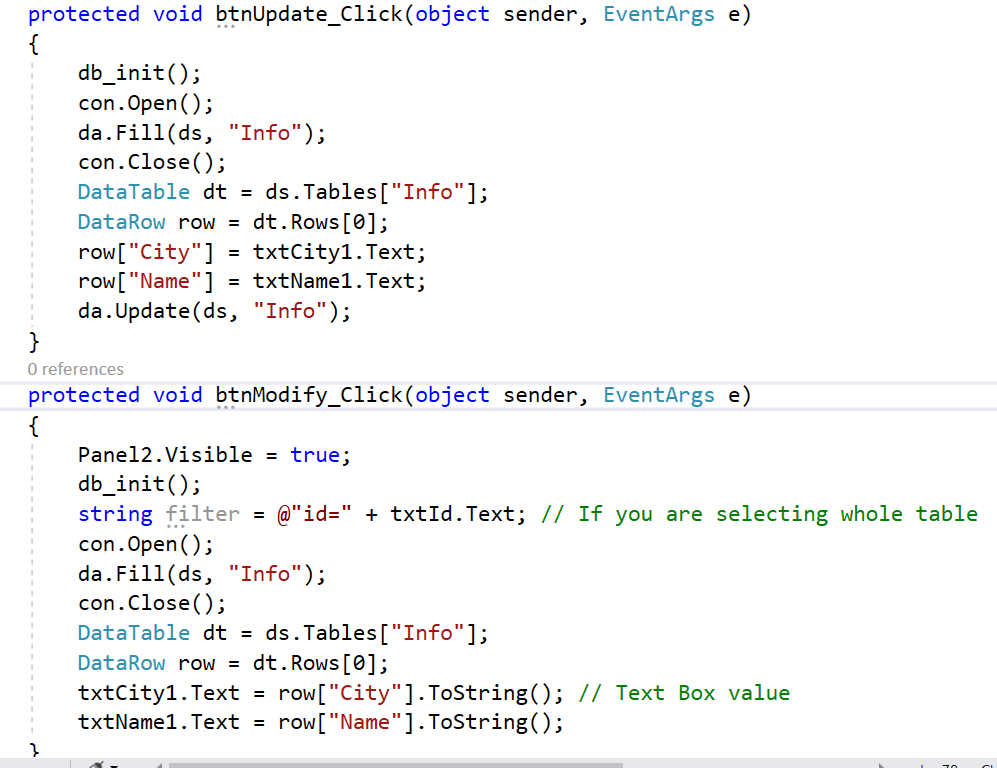 protected void btnUpdate_Click(object sender, EventArgs e)
{
db_init();
con.Open();
da.Fill(ds, "Info");
con.Close();
DataTable dt = ds.Tables["Info"];
DataRow row = dt.Rows[0];
row["City"] = txtCity1.Text;
row["Name"] = txtName1.Text;
da.Update(ds, "Info");
}
0 references
protected void btnModify_Click(object sender, EventArgs e)
{
Panel2.Visible = true;
db_init();
string filter = @"id=" + txtId.Text; // If you are selecting whole table
con.Open();
da.Fill(ds, "Info");
con.Close();
DataTable dt = ds.Tables["Info"];
DataRow row = dt.Rows[0];
txtCity1.Text = row["City"].ToString(); // Text Box value
txtName1.Text = row["Name"].ToString();
}